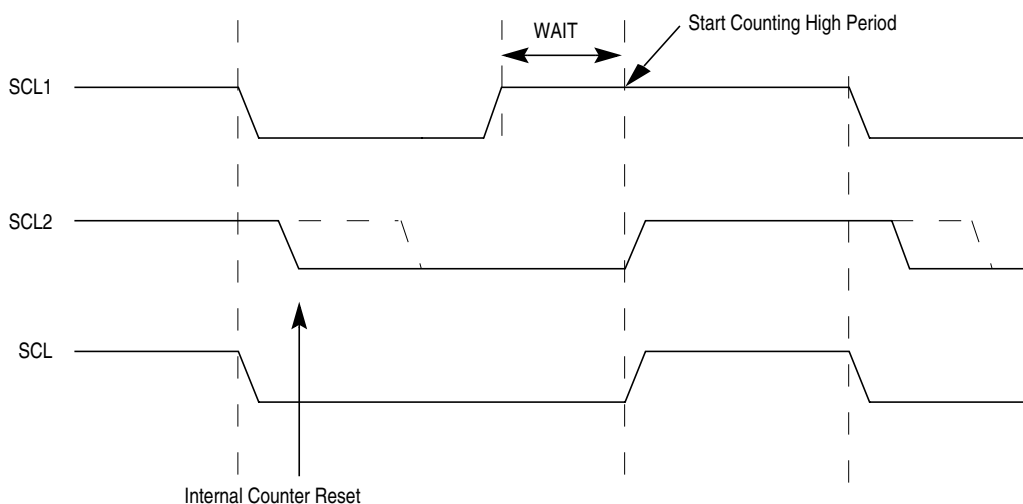 WAIT
Start Counting High Period
SCL1
SCL2
SCL
Internal Counter Reset